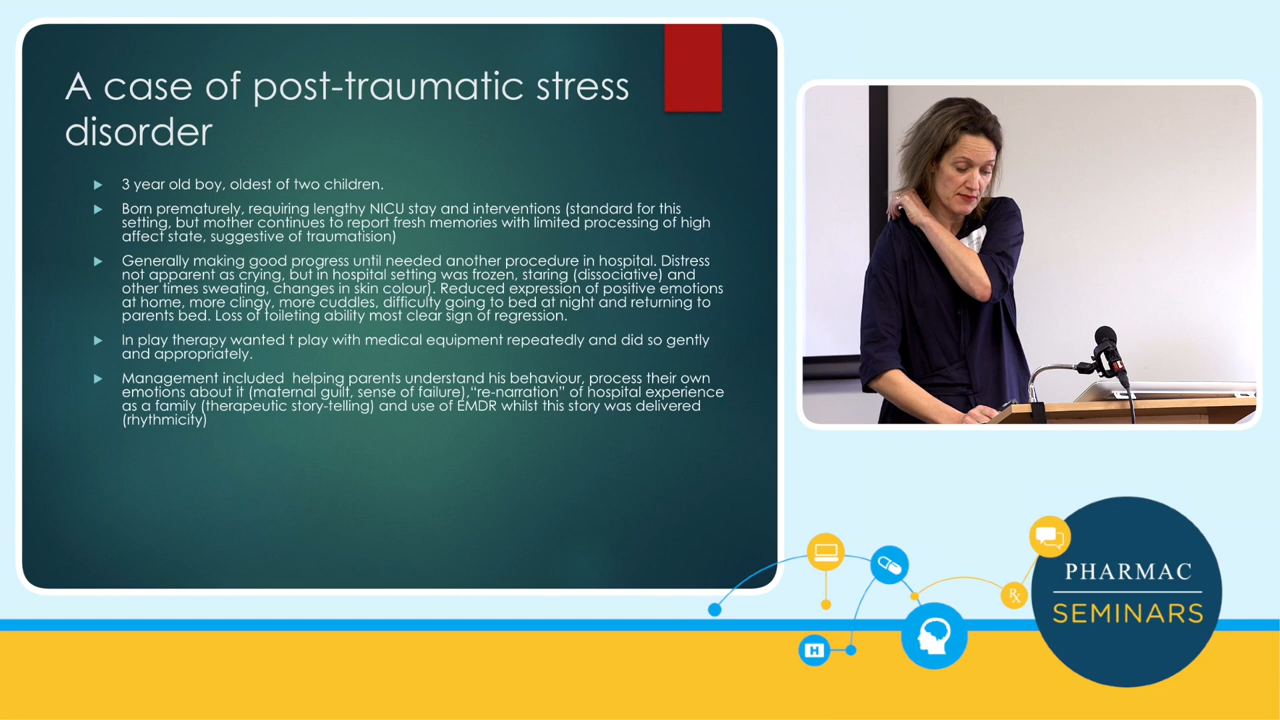 A case of post-traumatic stress
disorder
3 year old boy, oldest of two children.
Born prematurely, requiring lengthy NICU stay and interventions (standard for this
setting, but mother continues to report fresh memories with limited processing of high
affect state, suggestive of traumatision)
Generally making good progress until needed another procedure in hospital. Distress
not apparent as crying, but in hospital setting was frozen, staring (dissociative) and
other times sweating, changes in skin colour). Reduced expression of positive emotions
at home, more clingy, more cuddles, difficulty going to bed at night and returning to
parents bed. Loss of toileting ability most clear sign of regression.
In play therapy wanted t play with medical equipment repeatedly and did so gently
and appropriately.
Management included  helping parents understand his behaviour, process their own
emotions about it (maternal guilt, sense of failure),“re-narration” of hospital experience
as a family (therapeutic story-telling) and use of EMDR whilst this story was delivered
(rhythmicity)
Rx
H
PHARMAC
SEMINARS